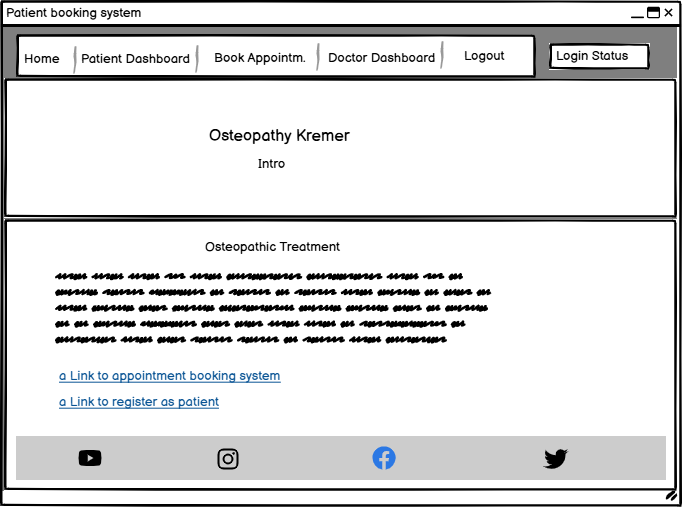 Patient booking system
Home Patient Dashboard Book Appointm. Doctor Dashboard Logout Login Status
Osteopathy Kremer
Intro
Osteopathic Treatment
a Link to appointment booking system
a Link to register as patient